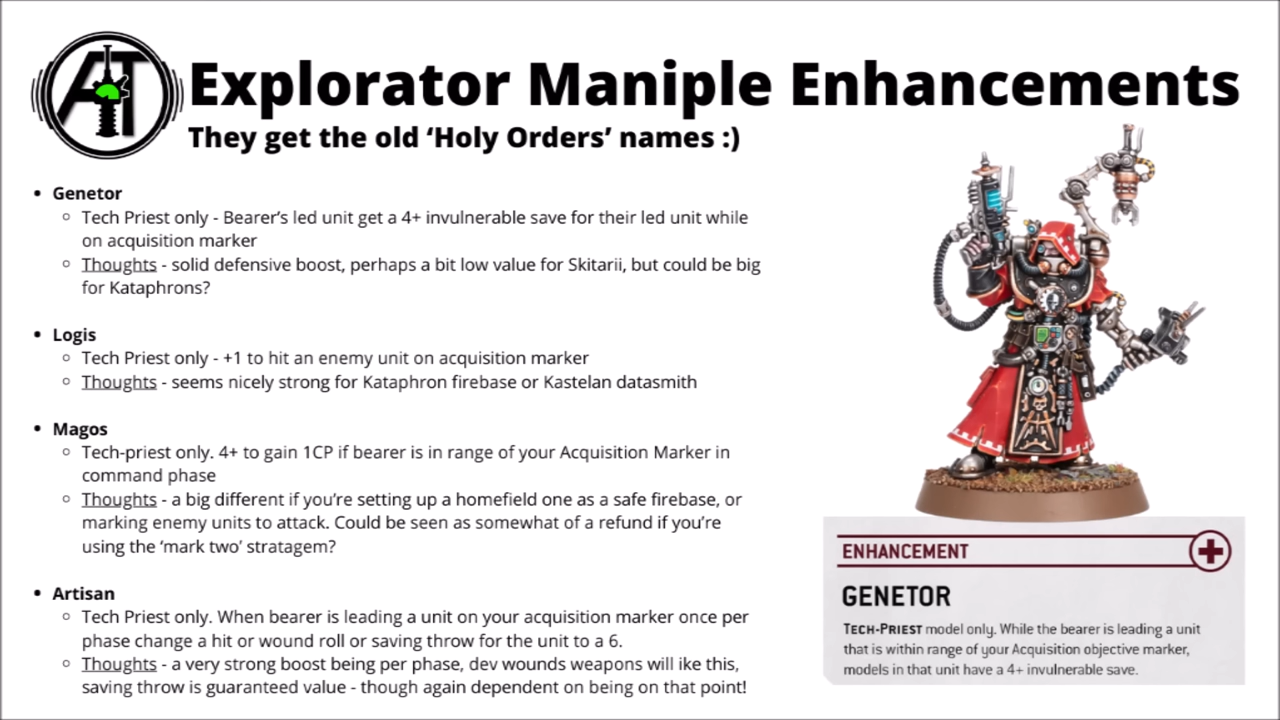 AT
Explorator Maniple Enhancements
They get the old ‘Holy Orders’ names :)
• Genetor
○ Tech Priest only - Bearer’s led unit get a 4+ invulnerable save for their led unit while
on acquisition marker
○ Thoughts - solid defensive boost, perhaps a bit low value for Skitarii, but could be big
for Kataphrons?
• Logis
○ Tech Priest only - +1 to hit an enemy unit on acquisition marker
○ Thoughts - seems nicely strong for Kataphron firebase or Kastelan datasmith
• Magos
○ Tech-priest only. 4+ to gain 1CP if bearer is in range of your Acquisition Marker in
command phase
○ Thoughts - a big different if you’re setting up a homefield one as a safe firebase, or
marking enemy units to attack. Could be seen as somewhat of a refund if you’re
using the ‘mark two’ stratagem?
• Artisan
○ Tech Priest only. When bearer is leading a unit on your acquisition marker once per
phase change a hit or wound roll or saving throw for the unit to a 6.
○ Thoughts - a very strong boost being per phase, dev wounds weapons will like this,
saving throw is guaranteed value - though again dependent on being on that point!
ENHANCEMENT
GENETOR
TECH-PRIEST model only. While the bearer is leading a unit
that is within range of your Acquisition objective marker,
models in that unit have a 4+ invulnerable save.